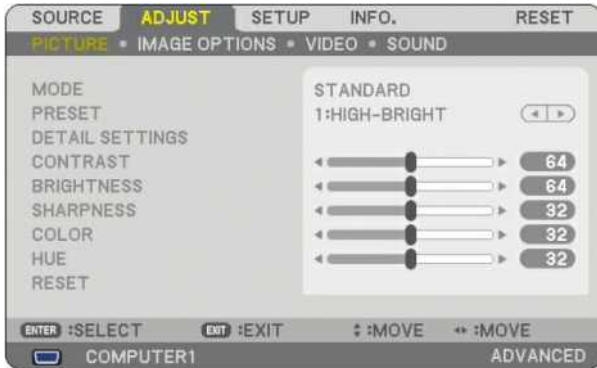 SOURCE ADJUST SETUP INFO. RESET
PICTURE • IMAGE OPTIONS • VIDEO • SOUND
MODE STANDARD
PRESET 1:HIGH-BRIGHT
DETAIL SETTINGS
CONTRAST 64
BRIGHTNESS 64
SHARPNESS 32
COLOR 32
HUE 32
RESET
ENTER :SELECT EXIT :EXIT :MOVE :MOVE
COMPUTER1 ADVANCED